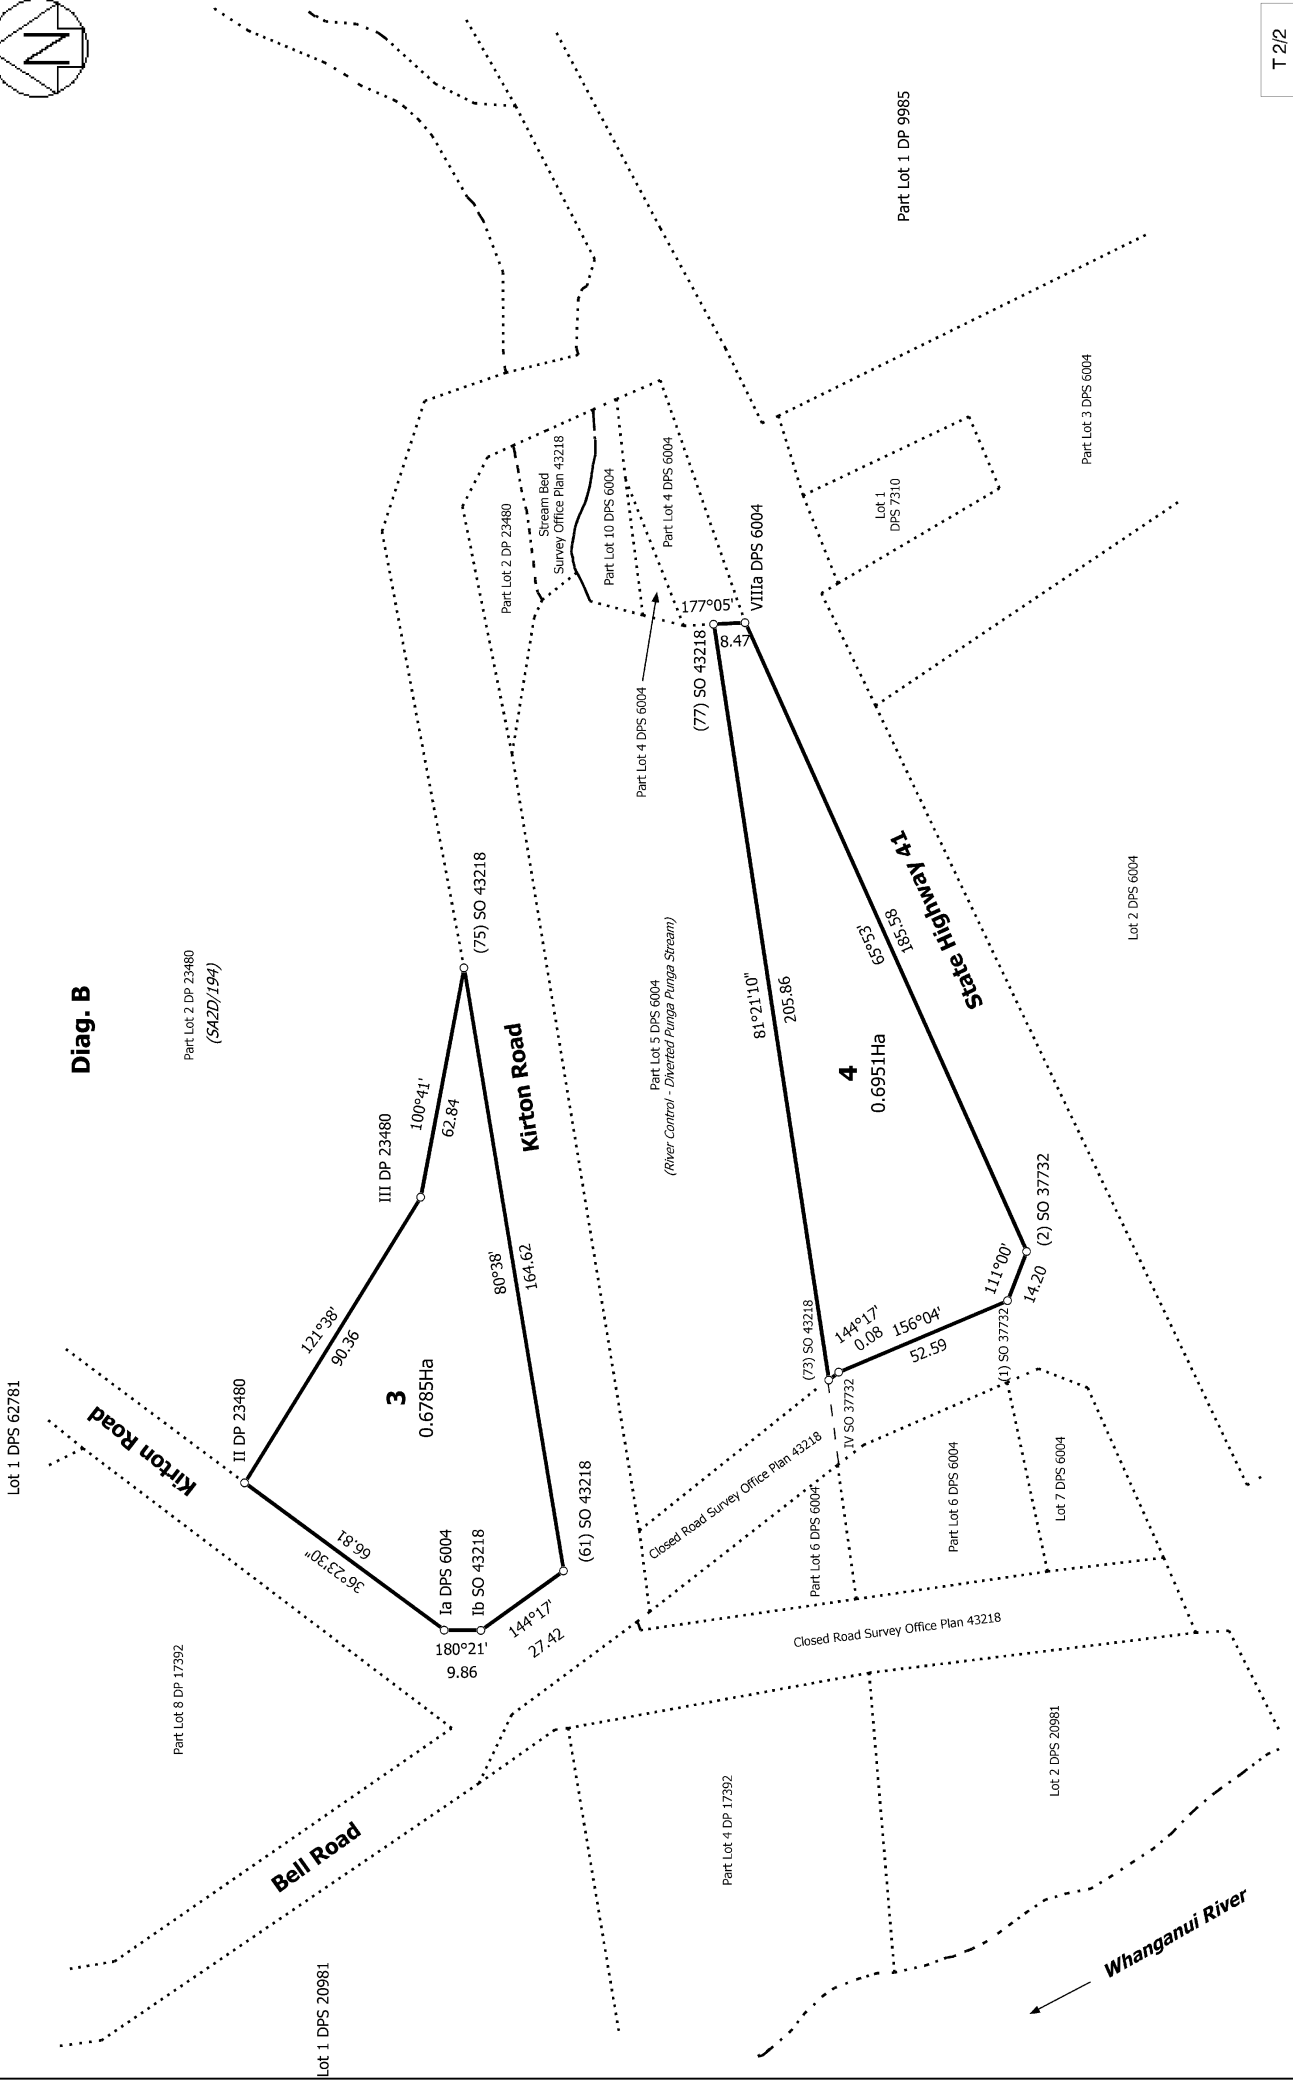 Diag. B
N
T 2/2
Lot 1 DPS 62781
Part Lot 2 DP 23480
(SA2D/194)
Kirton Road
II DP 23480
III DP 23480
(75) SO 43218
121°38'
90.36
100°41'
62.84
3
0.6785Ha
36°23'30"
66.81
80°38'
164.62
Ia DPS 6004
Ib SO 43218
180°21'
9.86
144°17'
27.42
(61) SO 43218
Kirton Road
Part Lot 8 DP 17392
Bell Road
Lot 1 DPS 20981
Part Lot 2 DP 23480
Stream Bed
Survey Office Plan 43218
Part Lot 10 DPS 6004
Part Lot 4 DPS 6004
Part Lot 4 DPS 6004
Part Lot 5 DPS 6004
(River Control - Diverted Punga Punga Stream)
(77) SO 43218
177°05'
8.47
VIIIa DPS 6004
81°21'10"
205.86
4
0.6951Ha
65°53'
185.58
State Highway 41
(73) SO 43218
144°17'
0.08
IV SO 37732
156°04'
52.59
(1) SO 37732
111°00'
14.20
(2) SO 37732
Closed Road Survey Office Plan 43218
Part Lot 6 DPS 6004
Part Lot 6 DPS 6004
Lot 7 DPS 6004
Closed Road Survey Office Plan 43218
Part Lot 4 DP 17392
Lot 2 DPS 20981
Whanganui River
Lot 2 DPS 6004
Lot 1
DPS 7310
Part Lot 3 DPS 6004
Part Lot 1 DP 9985